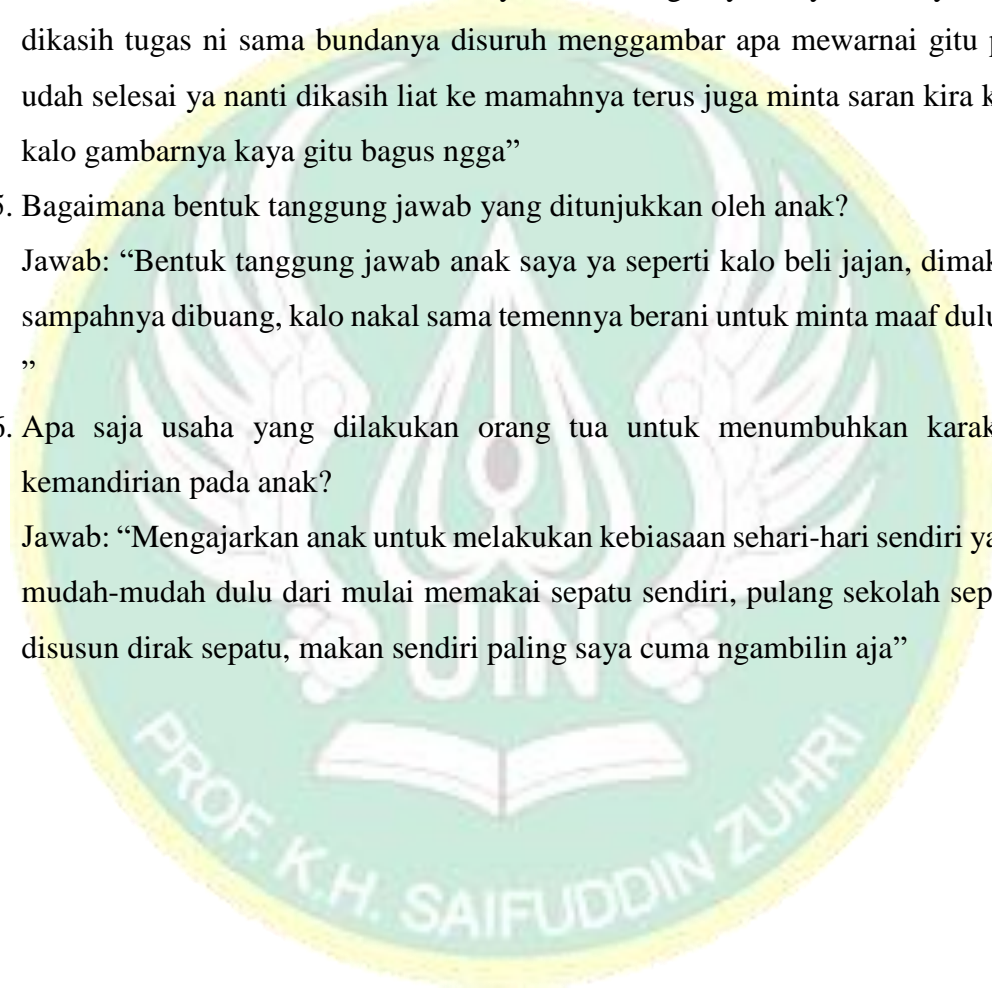 dikasih tugas ni sama bundanya disuruh menggambar apa mewarnai gitu
udah selesai ya nanti dikasih liat ke mamahnya terus juga minta saran kira
kalo gambarnya kaya gitu bagus ngga”
5. Bagaimana bentuk tanggung jawab yang ditunjukkan oleh anak?
Jawab: “Bentuk tanggung jawab anak saya ya seperti kalo beli jajan,
sampahnya dibuang, kalo nakal sama temennya berani untuk minta maaf
”
6. Apa saja usaha yang dilakukan orang tua untuk menumbuhkan
kemandirian pada anak?
Jawab: “Mengajarkan anak untuk melakukan kebiasaan sehari-hari sendiri
mudah-mudah dulu dari mulai memakai sepatu sendiri, pulang sekolah
disusun dirak sepatu, makan sendiri paling saya cuma ngambilin aja”
UIN
PROF. K.H. SAIFUDDIN ZUHRI